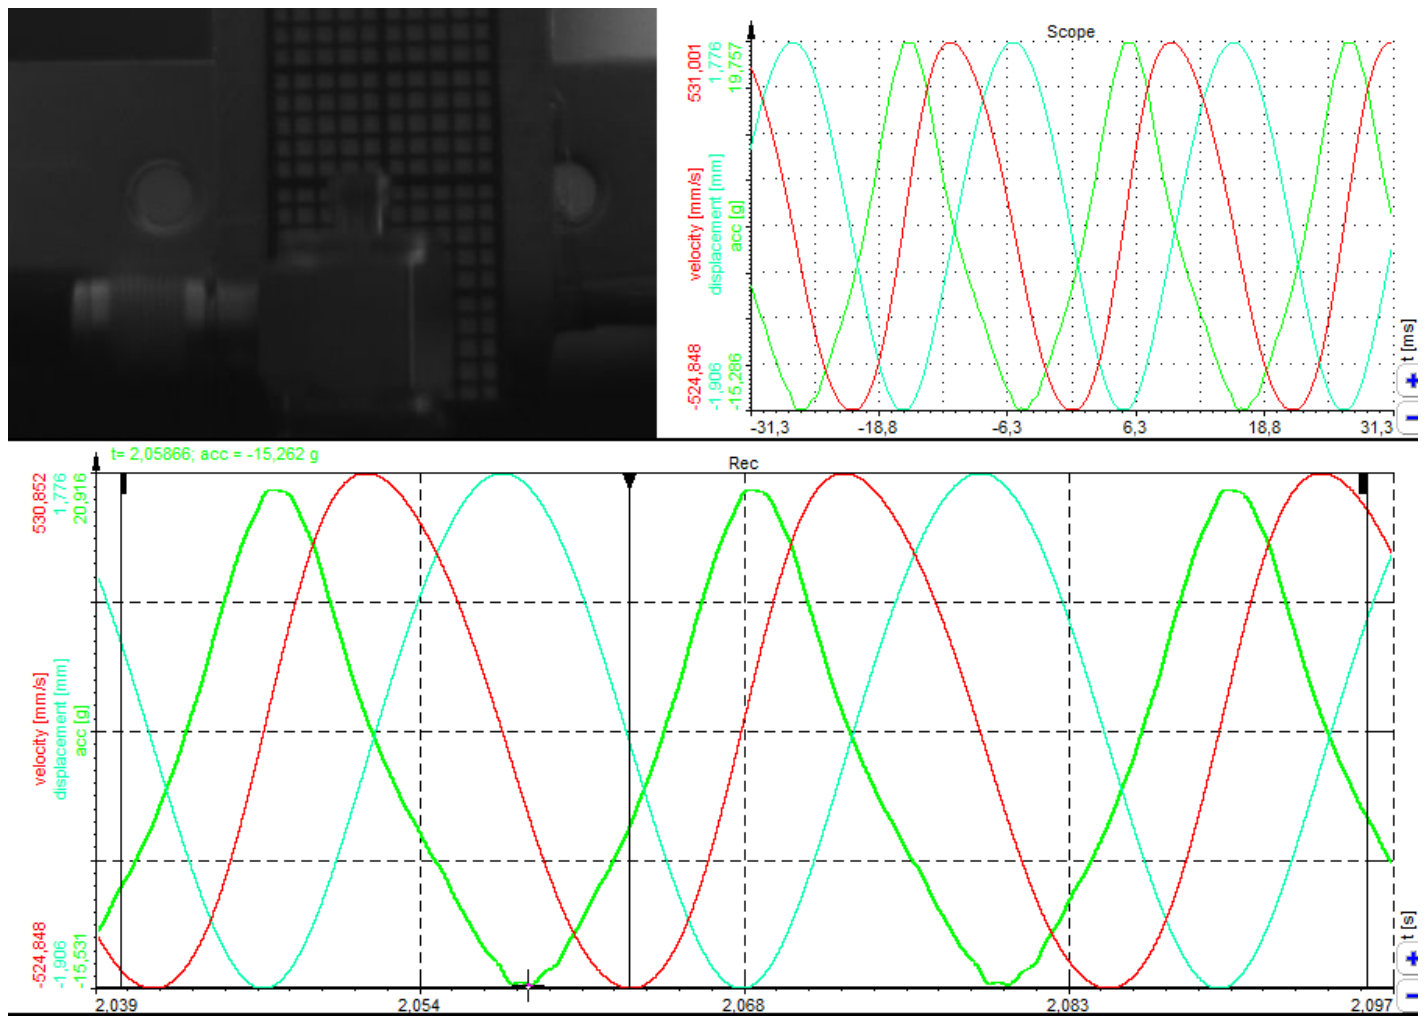 Scope
531,001
1,776
19,757
velocity [mm/s]
displacement [mm]
acc [g]
-524,848
-1,906
-15,286
-31,3
-18,8
-6,3
6,3
18,8
31,3
t [ms]
+
−
t= 2,05866; acc = -15,262 g
Rec
530,852
1,776
20,916
velocity [mm/s]
displacement [mm]
acc [g]
-524,848
-1,906
-15,531
2,039
2,054
2,068
2,083
2,097
t [s]
+
−